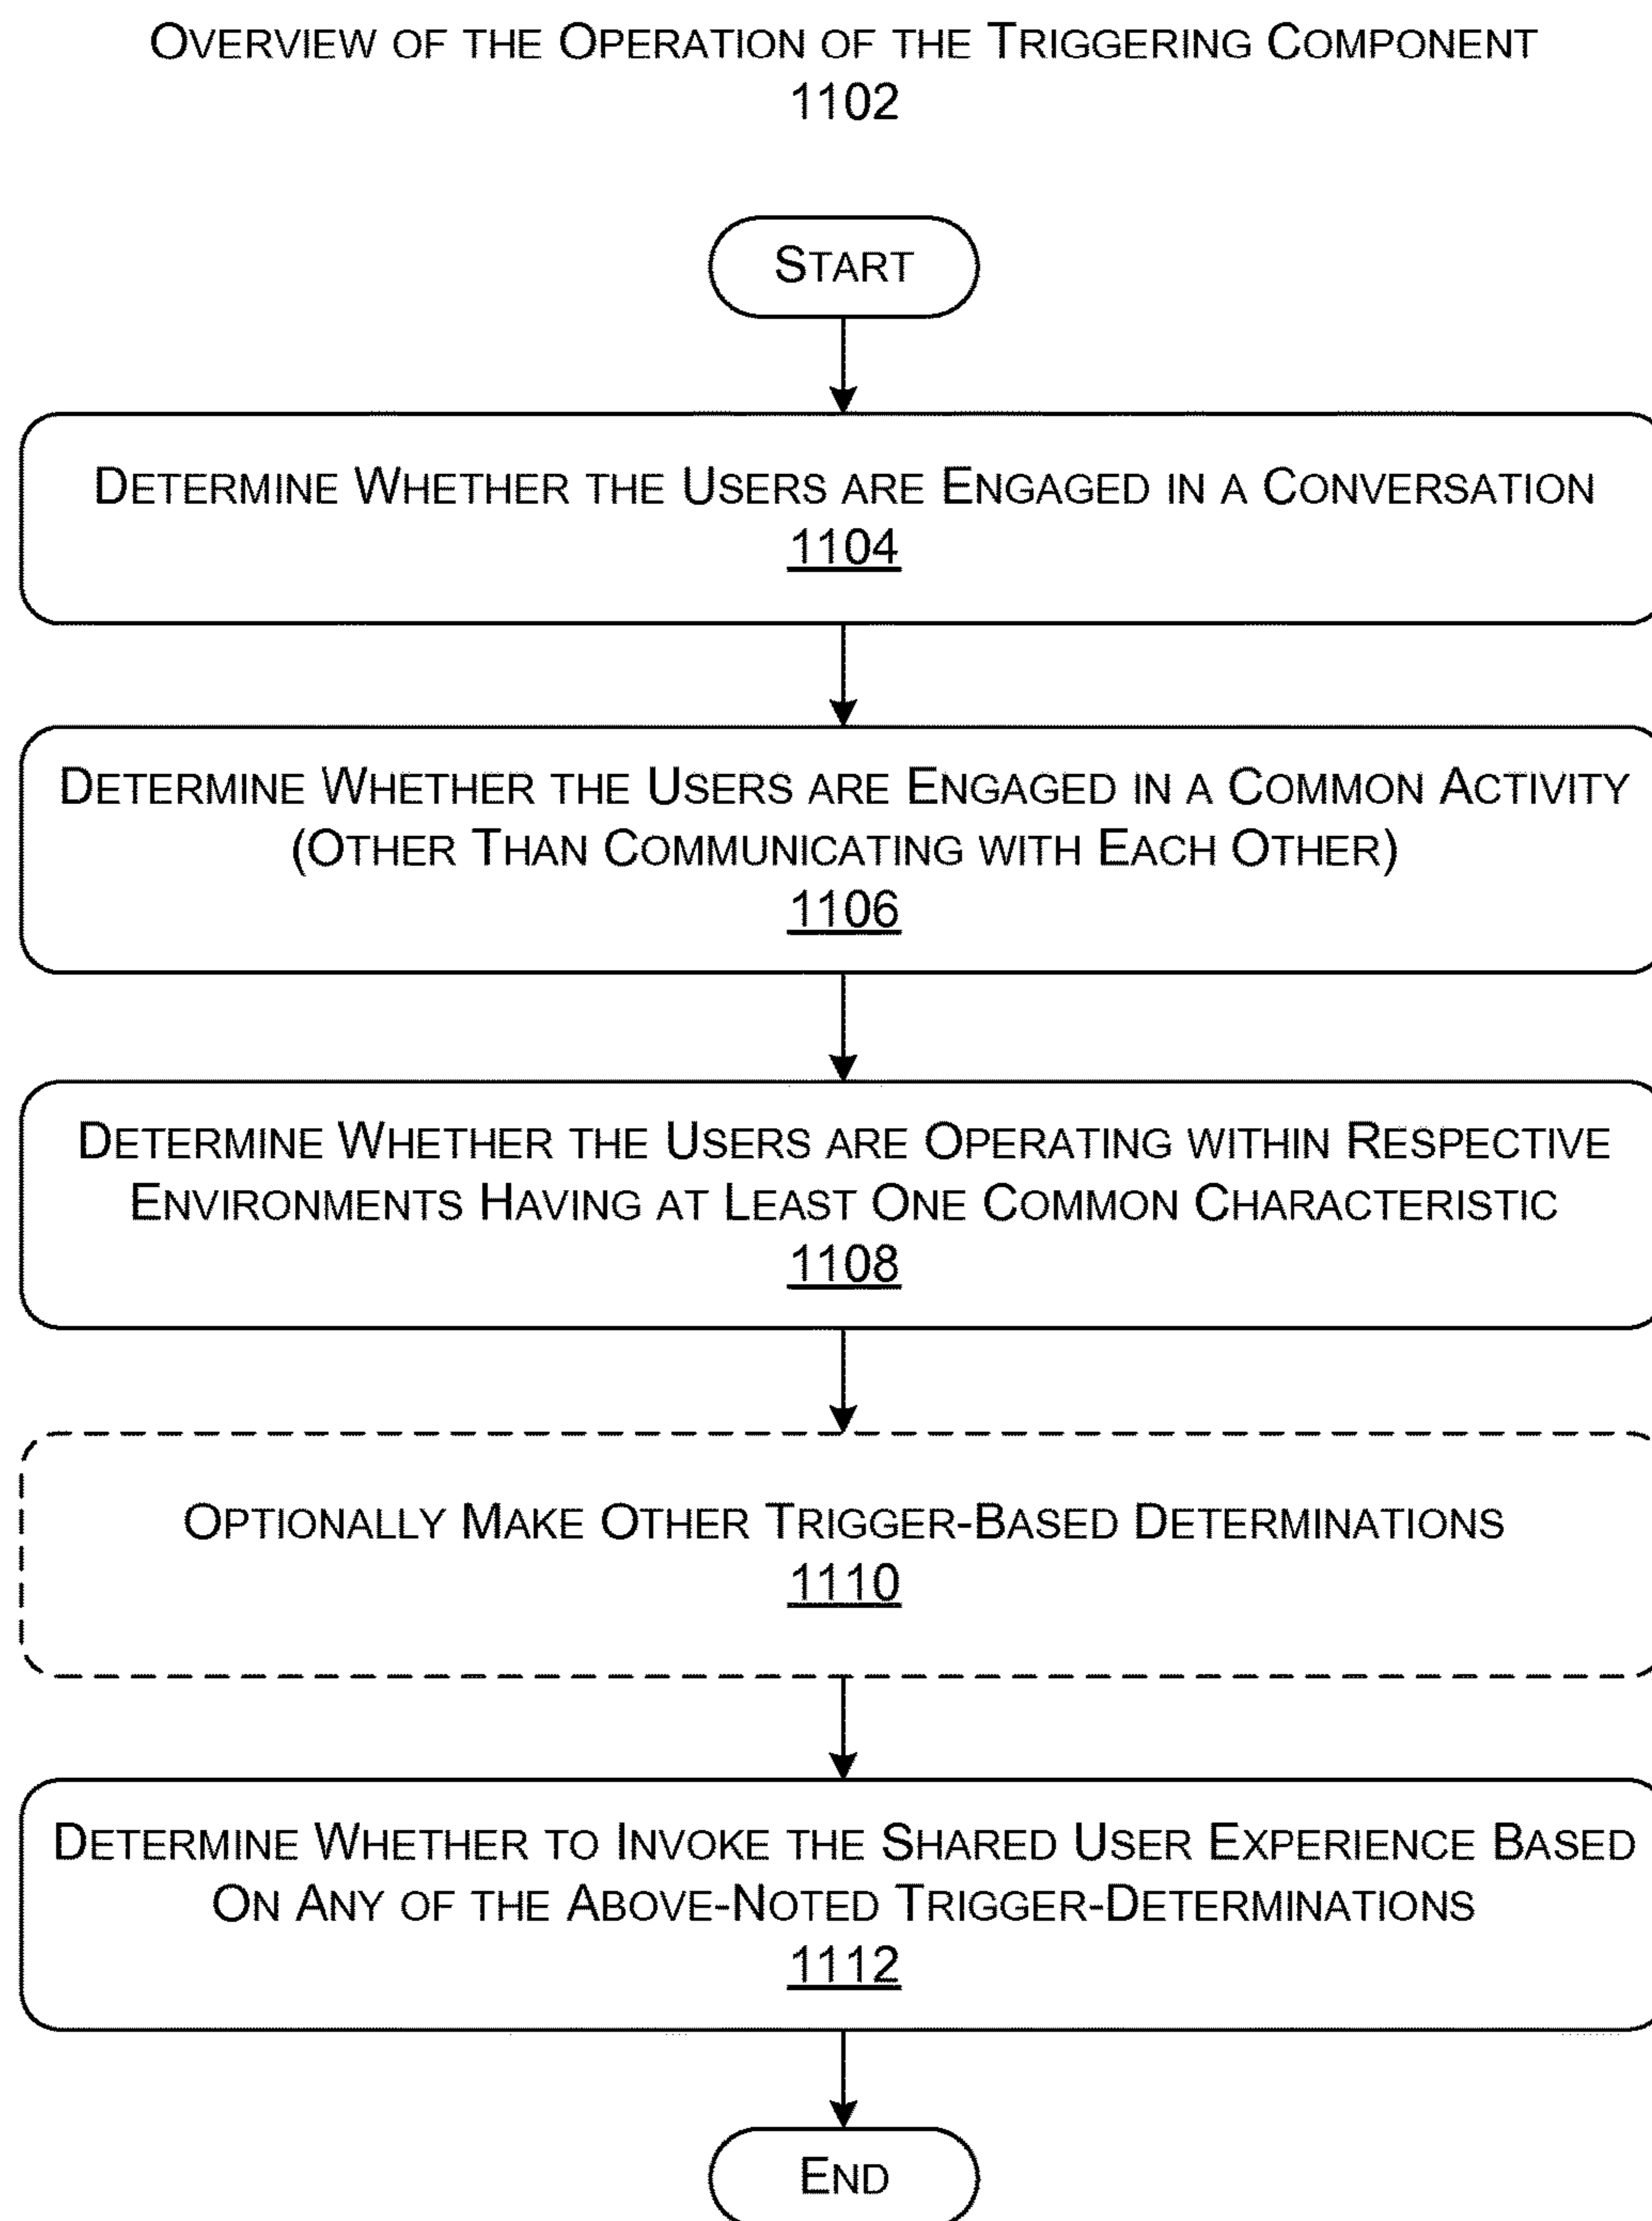 OVERVIEW OF THE OPERATION OF THE TRIGGERING COMPONENT
1102
START
DETERMINE WHETHER THE USERS ARE ENGAGED IN A CONVERSATION
1104
DETERMINE WHETHER THE USERS ARE ENGAGED IN A COMMON ACTIVITY
(OTHER THAN COMMUNICATING WITH EACH OTHER)
1106
DETERMINE WHETHER THE USERS ARE OPERATING WITHIN RESPECTIVE
ENVIRONMENTS HAVING AT LEAST ONE COMMON CHARACTERISTIC
1108
OPTIONALLY MAKE OTHER TRIGGER-BASED DETERMINATIONS
1110
DETERMINE WHETHER TO INVOKE THE SHARED USER EXPERIENCE BASED
ON ANY OF THE ABOVE-NOTED TRIGGER-DETERMINATIONS
1112
END